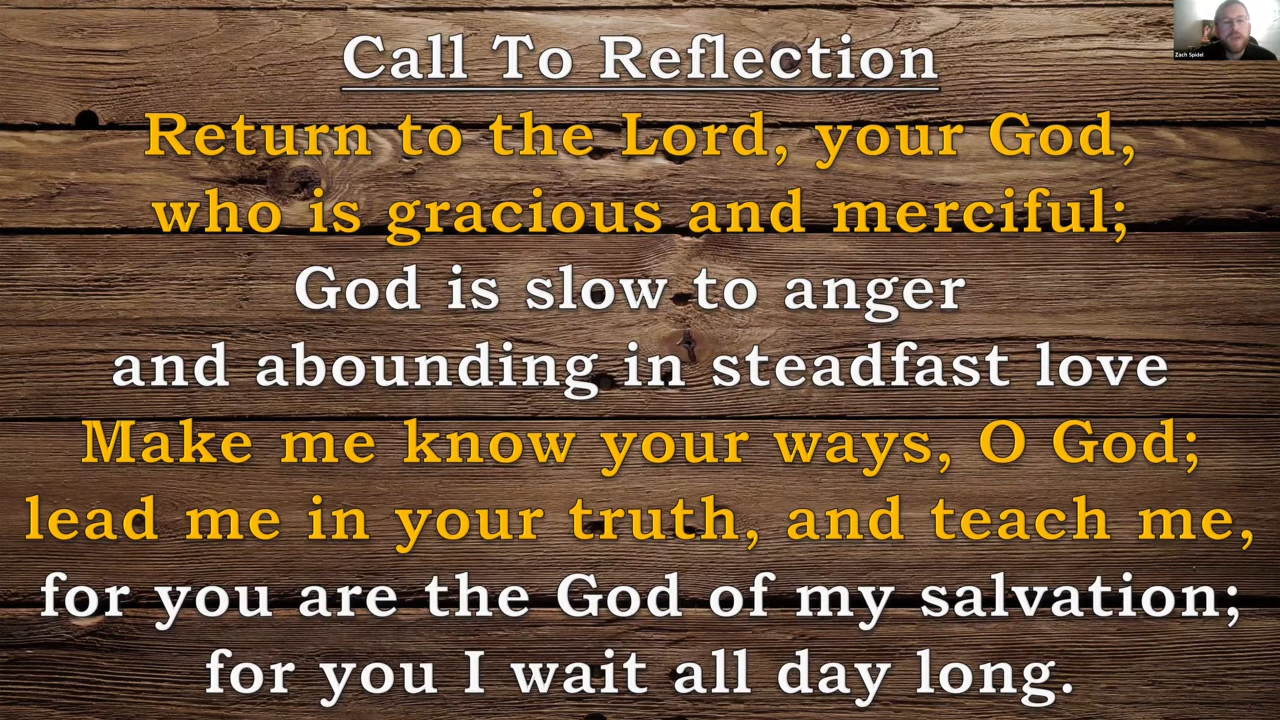 Call To Reflection
Return to the Lord, your God,
who is gracious and merciful;
God is slow to anger
and abounding in steadfast love
Make me know your ways, O God;
lead me in your truth, and teach me,
for you are the God of my salvation;
for you I wait all day long.
Zach Spidel